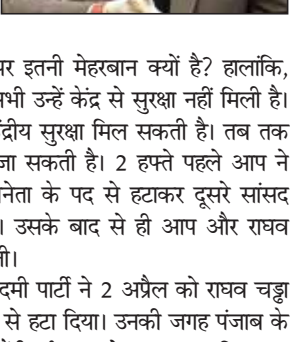 पर इतनी मेहरबान क्यों है? हालांकि,
भी उन्हें केंद्र से सुरक्षा नहीं मिली है।
द्रीय सुरक्षा मिल सकती है। तब तक
जा सकती है। 2 हफ्ते पहले आप ने
नेता के पद से हटाकर दूसरे सांसद
। उसके बाद से ही आप और राघव
दमी पार्टी ने 2 अप्रैल को राघव चड्ढा
से हटा दिया। उनकी जगह पंजाब के